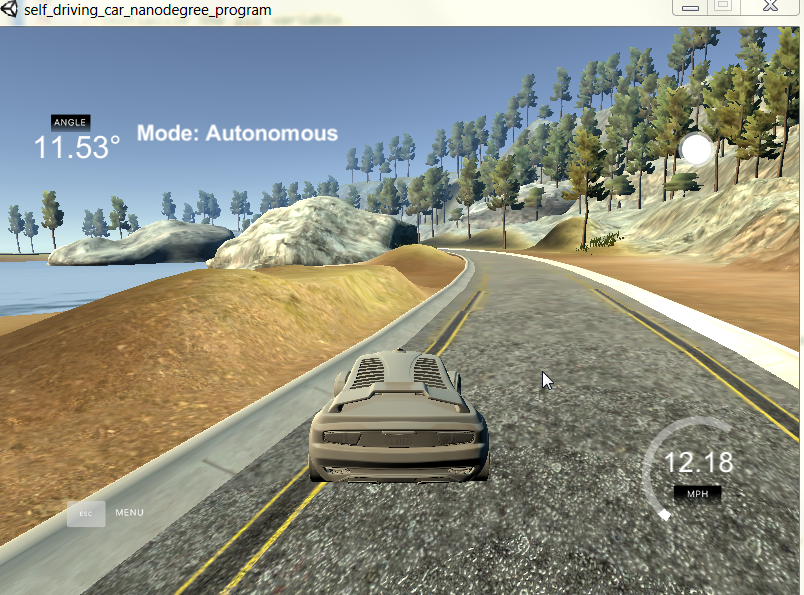 self_driving_car_nanodegree_program
ANGLE
11.53°
Mode: Autonomous
12.18
MPH
ESC
MENU